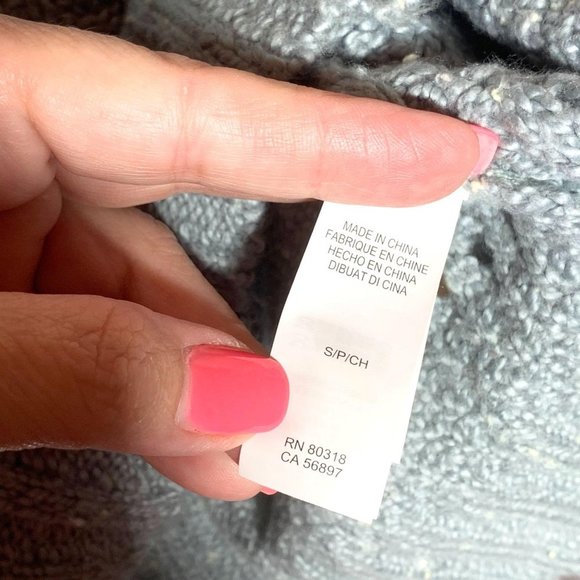 MADE IN CHINA
FABRIQUE EN CHINE
HECHO EN CHINA
DIBUAT DI CINA
S/P/CH
RN 80318
CA 56897